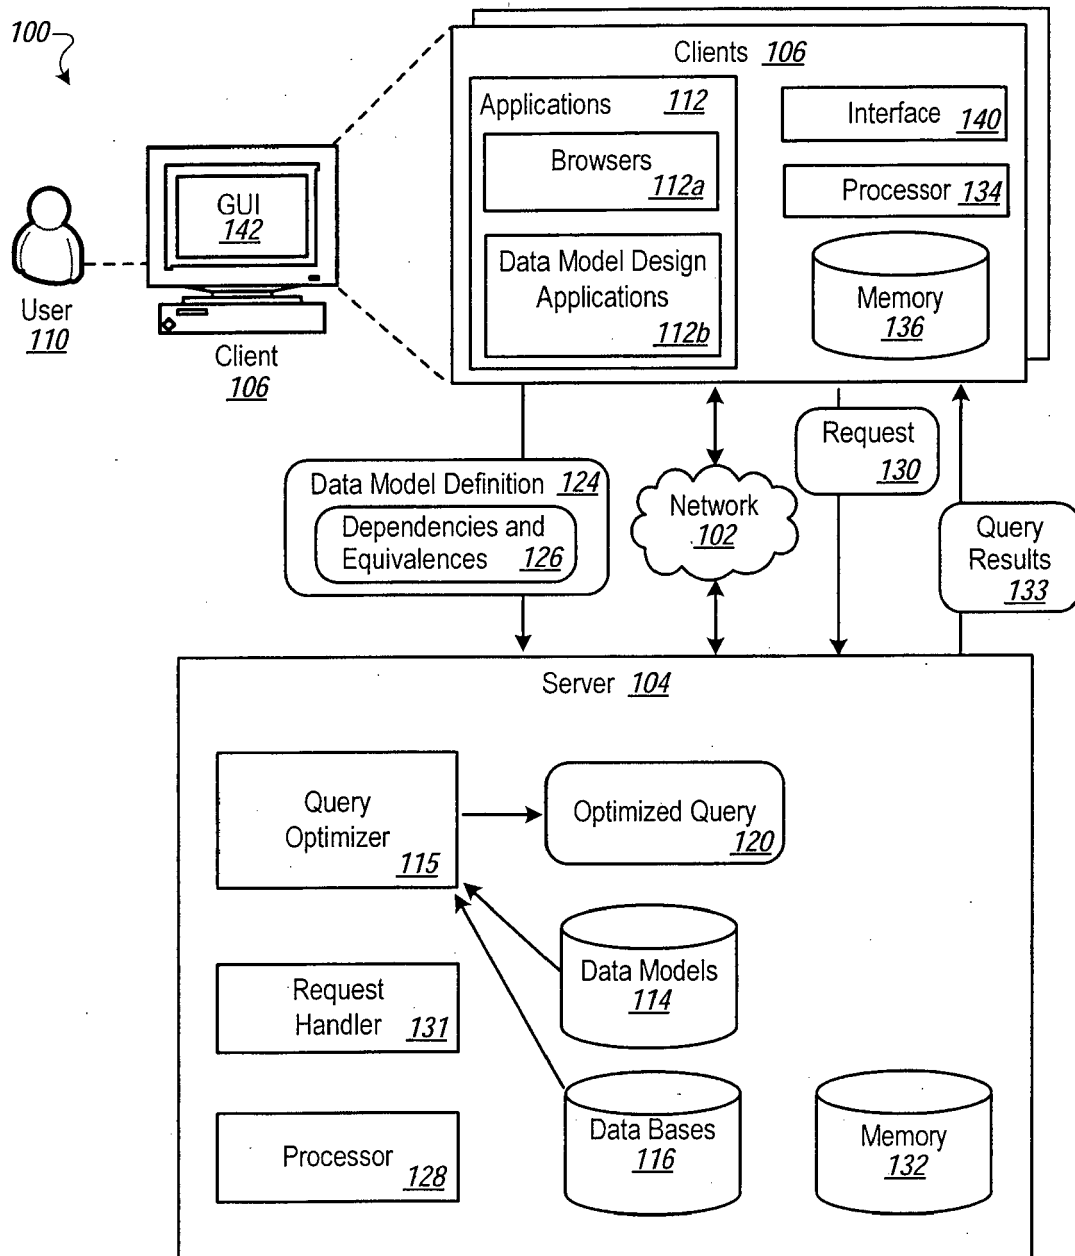 100
Clients 106
Applications 112
Browsers
112a
Data Model Design
Applications
112b
Interface
140
Processor 134
Memory
136
GUI
142
User
110
Client
106
Data Model Definition 124
Dependencies and
Equivalences 126
Network
102
Request
130
Query
Results
133
Server 104
Query
Optimizer
115
Optimized Query
120
Data Models
114
Request
Handler
131
Data Bases
116
Processor
128
Memory
132